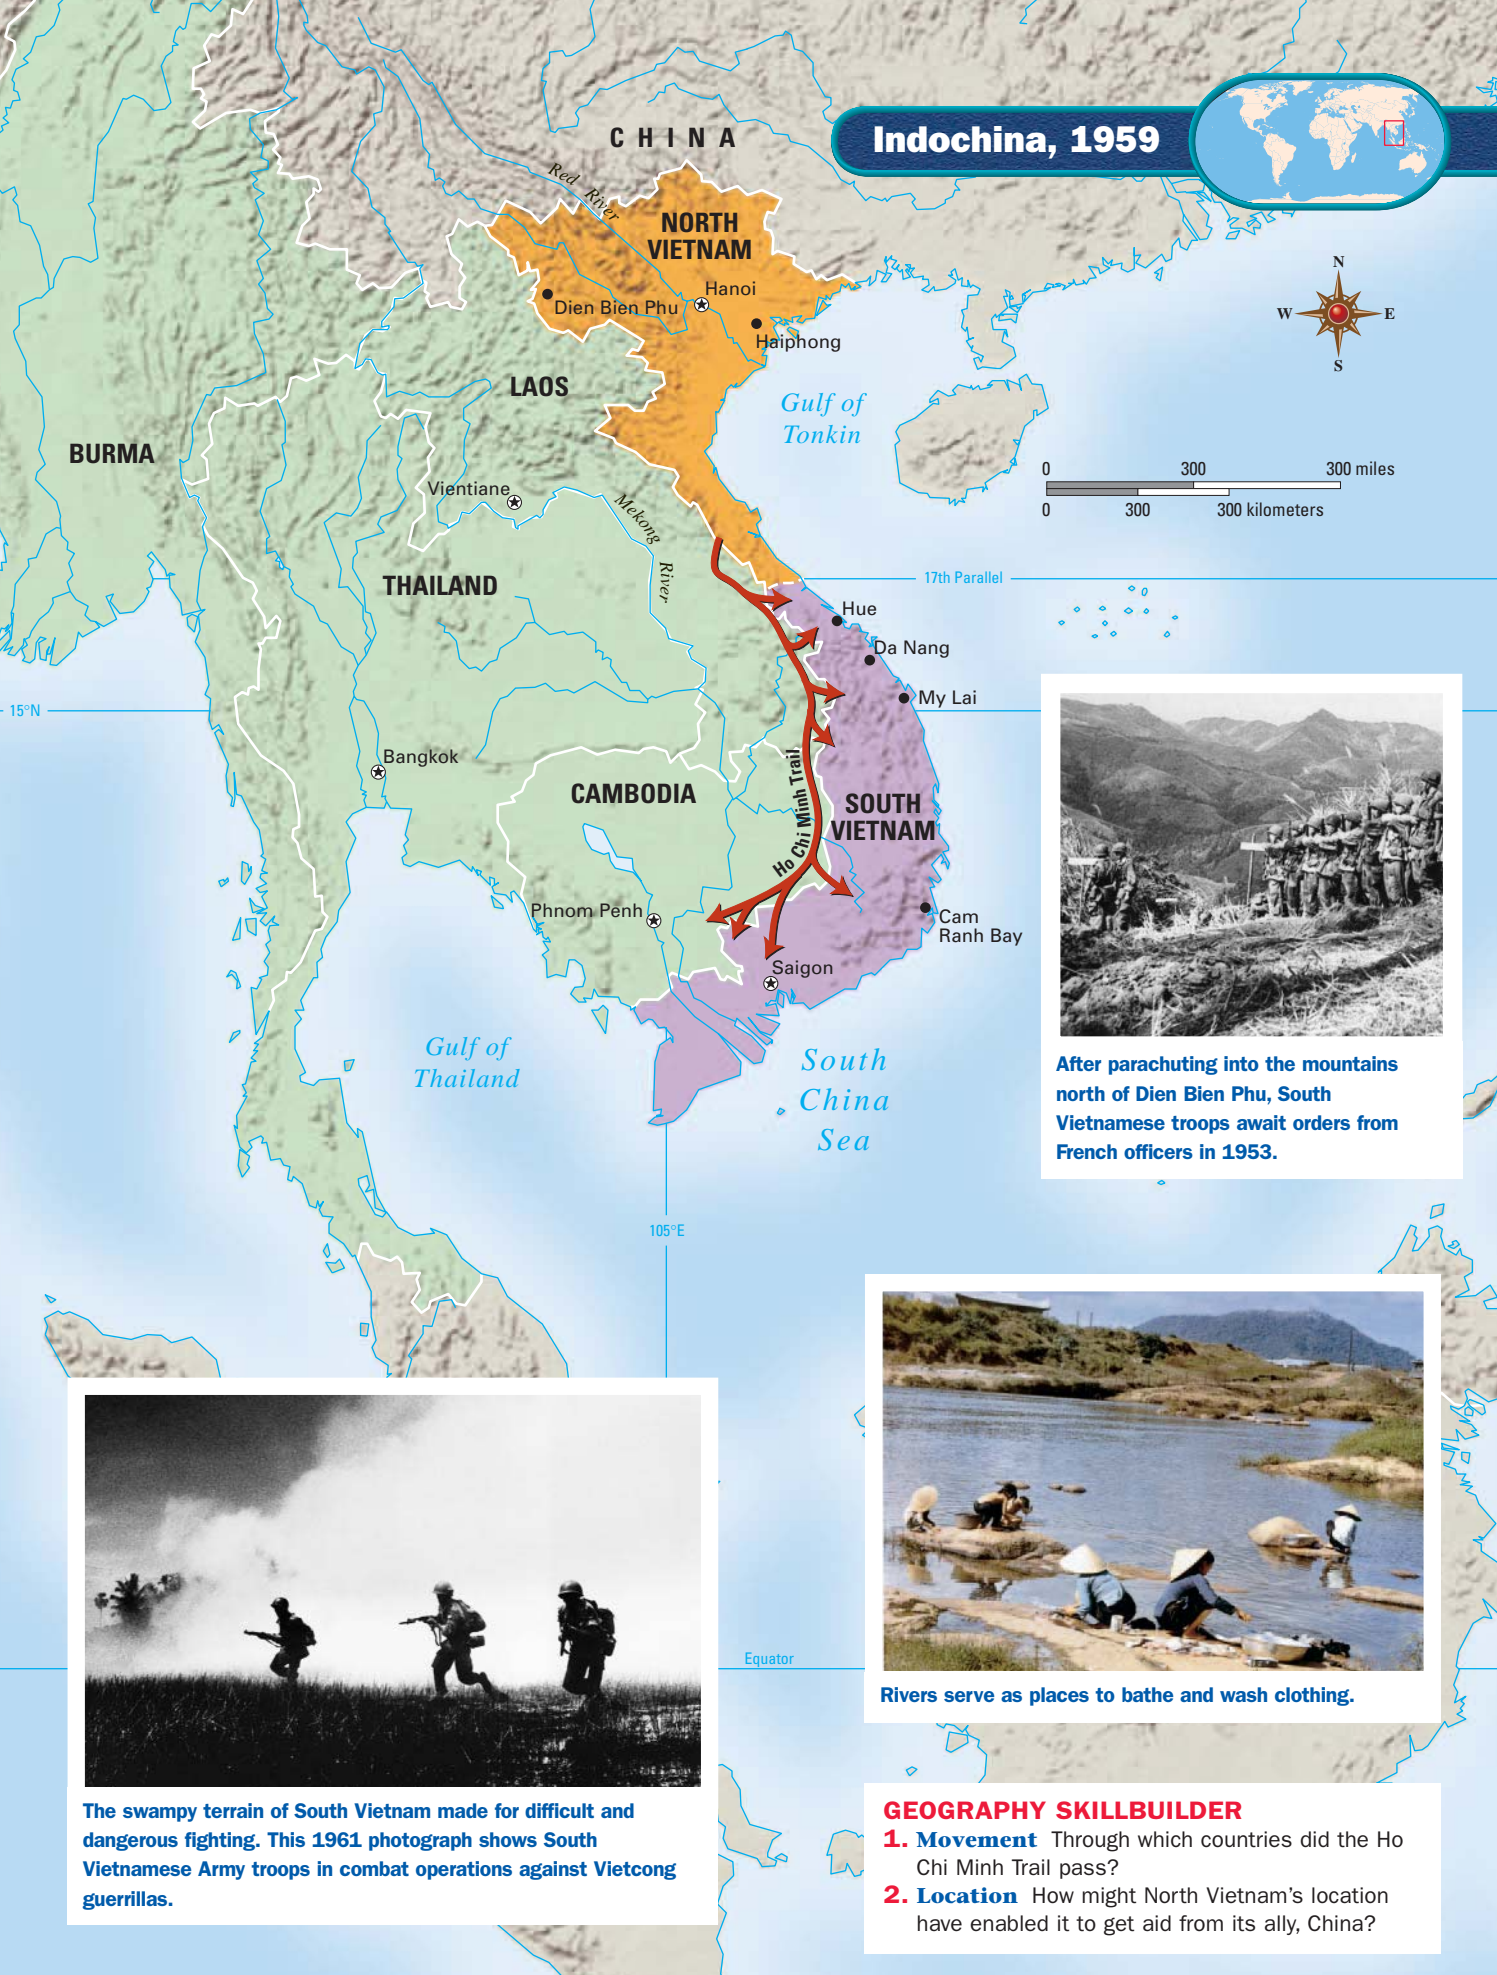 Indochina, 1959
CHINA
Red River
NORTH
VIETNAM
N
W
E
S
Hanoi
Dien Bien Phu
Haiphong
LAOS
Gulf of
Tonkin
BURMA
0 300 300 miles
0 300 300 kilometers
Vientiane
Mekong River
THAILAND
17th Parallel
Hue
Da Nang
My Lai
15°N
Bangkok
CAMBODIA
Ho Chi Minh Trail
SOUTH
VIETNAM
Phnom Penh
Cam
Ranh Bay
Saigon
Gulf of
Thailand
South
China
Sea
After parachuting into the mountains
north of Dien Bien Phu, South
Vietnamese troops await orders from
French officers in 1953.
105°E
Equator
Rivers serve as places to bathe and wash clothing.
The swampy terrain of South Vietnam made for difficult and
dangerous fighting. This 1961 photograph shows South
Vietnamese Army troops in combat operations against Vietcong
guerrillas.
GEOGRAPHY SKILLBUILDER
1. Movement Through which countries did the Ho
Chi Minh Trail pass?
2. Location How might North Vietnam's location
have enabled it to get aid from its ally, China?